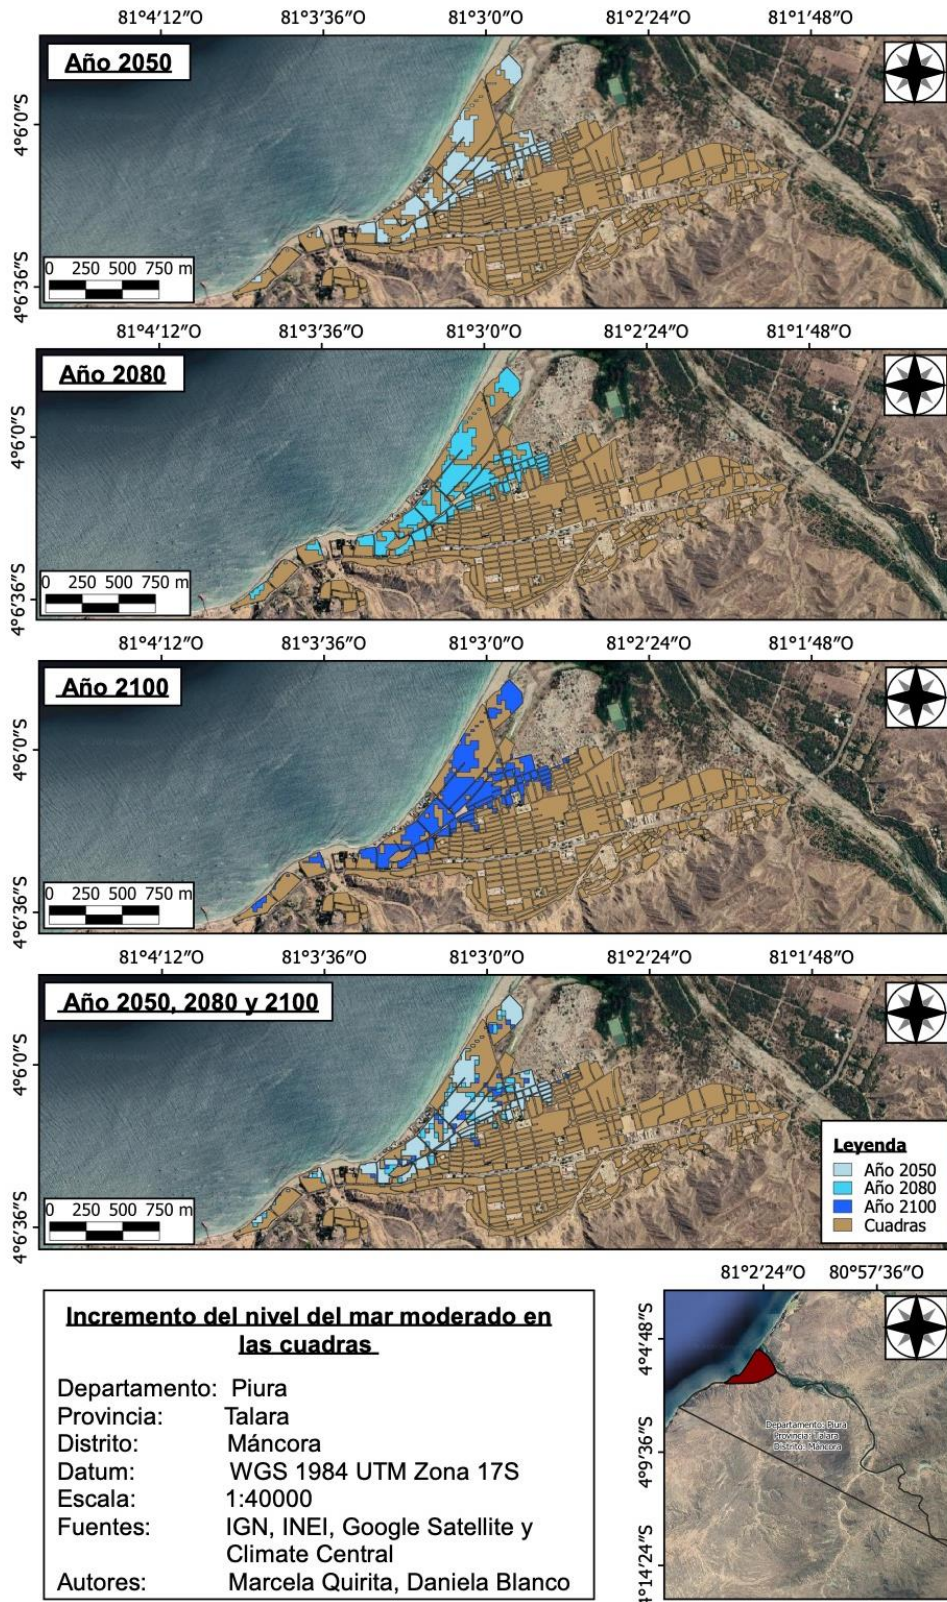 81°4'12"O 81°3'36"O 81°3'0"O 81°2'24"O 81°1'48"O
Año 2050
4°6'0"S
4°6'36"S
0 250 500 750 m
81°4'12"O 81°3'36"O 81°3'0"O 81°2'24"O 81°1'48"O
Año 2080
4°6'0"S
4°6'36"S
0 250 500 750 m
81°4'12"O 81°3'36"O 81°3'0"O 81°2'24"O 81°1'48"O
Año 2100
4°6'0"S
4°6'36"S
0 250 500 750 m
81°4'12"O 81°3'36"O 81°3'0"O 81°2'24"O 81°1'48"O
Año 2050, 2080 y 2100
4°6'0"S
4°6'36"S
0 250 500 750 m
Leyenda
Año 2050
Año 2080
Año 2100
Cuadras
Incremento del nivel del mar moderado en
las cuadras
Departamento: Piura
Provincia: Talara
Distrito: Máncora
Datum: WGS 1984 UTM Zona 17S
Escala: 1:40000
Fuentes: IGN, INEI, Google Satellite y
Climate Central
Autores: Marcela Quirita, Daniela Blanco
81°2'24"O 80°57'36"O
4°4'48"S
4°9'36"S
4°14'24"S
Departamento: Piura
Provincia: Talara
Distrito: Máncora